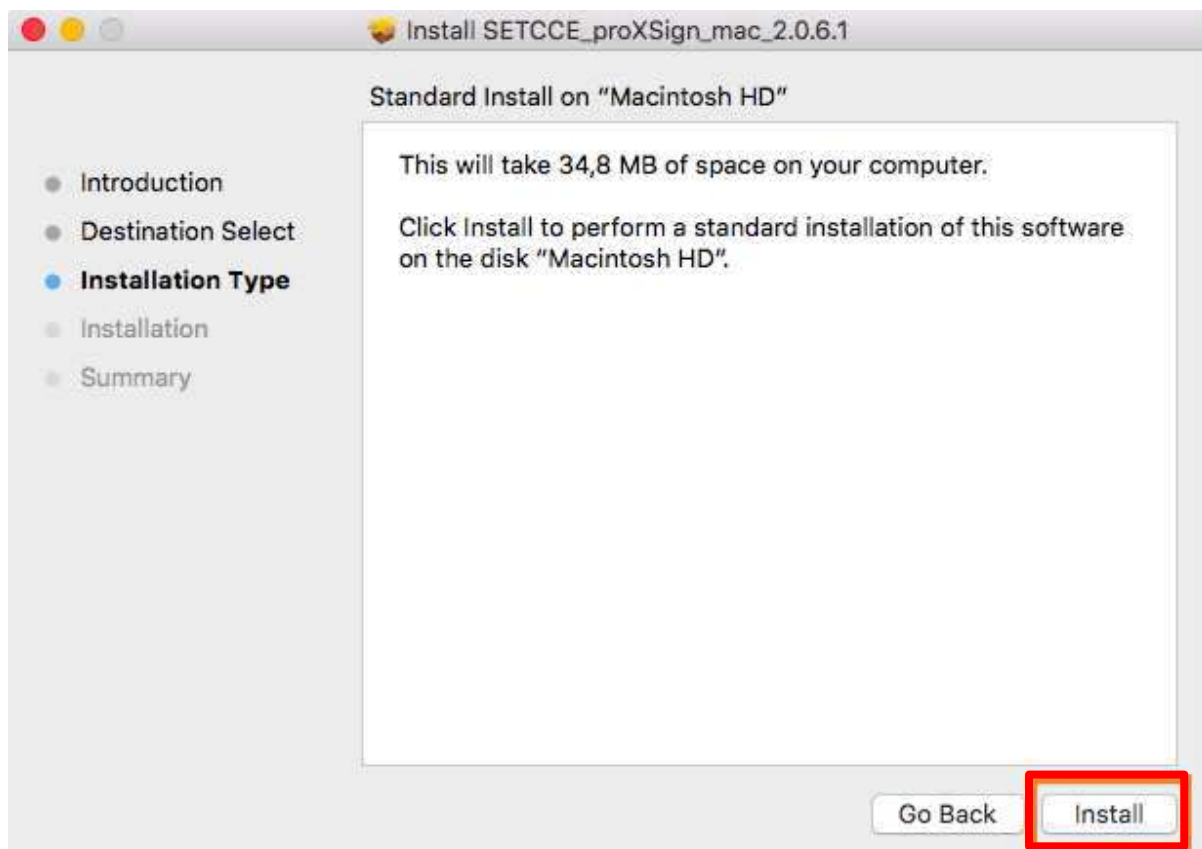 Install SETCCE_proXSign_mac_2.0.6.1
Standard Install on “Macintosh HD”
Introduction
Destination Select
Installation Type
Installation
Summary
This will take 34,8 MB of space on your computer.
Click Install to perform a standard installation of this software
on the disk “Macintosh HD”.
Go Back
Install